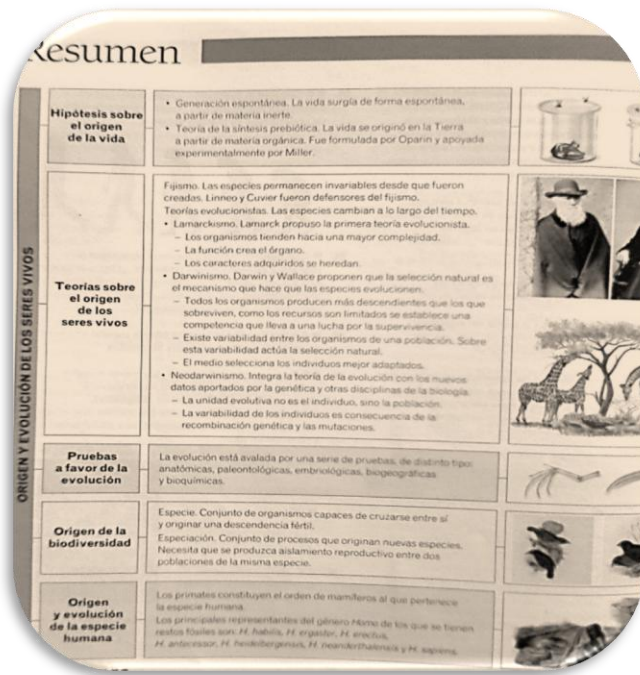 Resumen
ORIGEN Y EVOLUCIÓN DE LOS SERES VIVOS
Hipótesis sobre
el origen
de la vida
• Generación espontánea. La vida surgía de forma espontánea,
a partir de materia inerte.
• Teoría de la síntesis prebiótica. La vida se originó en la Tierra
a partir de materia orgánica. Fue formulada por Oparin y apoyada
experimentalmente por Miller.
Teorías sobre
el origen
de los
seres vivos
Fijismo. Las especies permanecen invariables desde que fueron
creadas. Linneo y Cuvier fueron defensores del fijismo.
Teorías evolucionistas. Las especies cambian a lo largo del tiempo.
• Lamarckismo. Lamarck propuso la primera teoría evolucionista.
– Los organismos tienden hacia una mayor complejidad.
– La función crea el órgano.
– Los caracteres adquiridos se heredan.
• Darwinismo. Darwin y Wallace proponen que la selección natural es
el mecanismo que hace que las especies evolucionen.
– Todos los organismos producen más descendientes que los que
sobreviven, como los recursos son limitados se establece una
competencia que lleva a una lucha por la supervivencia.
– Existe variabilidad entre los organismos de una población. Sobre
esta variabilidad actúa la selección natural.
– El medio selecciona los individuos mejor adaptados.
• Neodarwinismo. Integra la teoría de la evolución con los nuevos
datos aportados por la genética y otras disciplinas de la biología.
– La unidad evolutiva no es el individuo, sino la población.
– La variabilidad de los individuos es consecuencia de la
recombinación genética y las mutaciones.
Pruebas
a favor de la
evolución
La evolución está avalada por una serie de pruebas, de distinto tipo:
anatómicas, paleontológicas, embriológicas, biogeográficas
y bioquímicas.
Origen de la
biodiversidad
Especie. Conjunto de organismos capaces de cruzarse entre sí
y originar una descendencia fértil.
Especiación. Conjunto de procesos que originan nuevas especies.
Necesita que se produzca aislamiento reproductivo entre dos
poblaciones de la misma especie.
Origen
y evolución
de la especie
humana
Los primates constituyen el orden de mamíferos al que pertenece
la especie humana.
Los principales representantes del género Homo de los que se tienen
restos fósiles son: H. habilis, H. ergaster, H. erectus,
H. antecessor, H. heidelbergensis, H. neanderthalensis y H. sapiens.